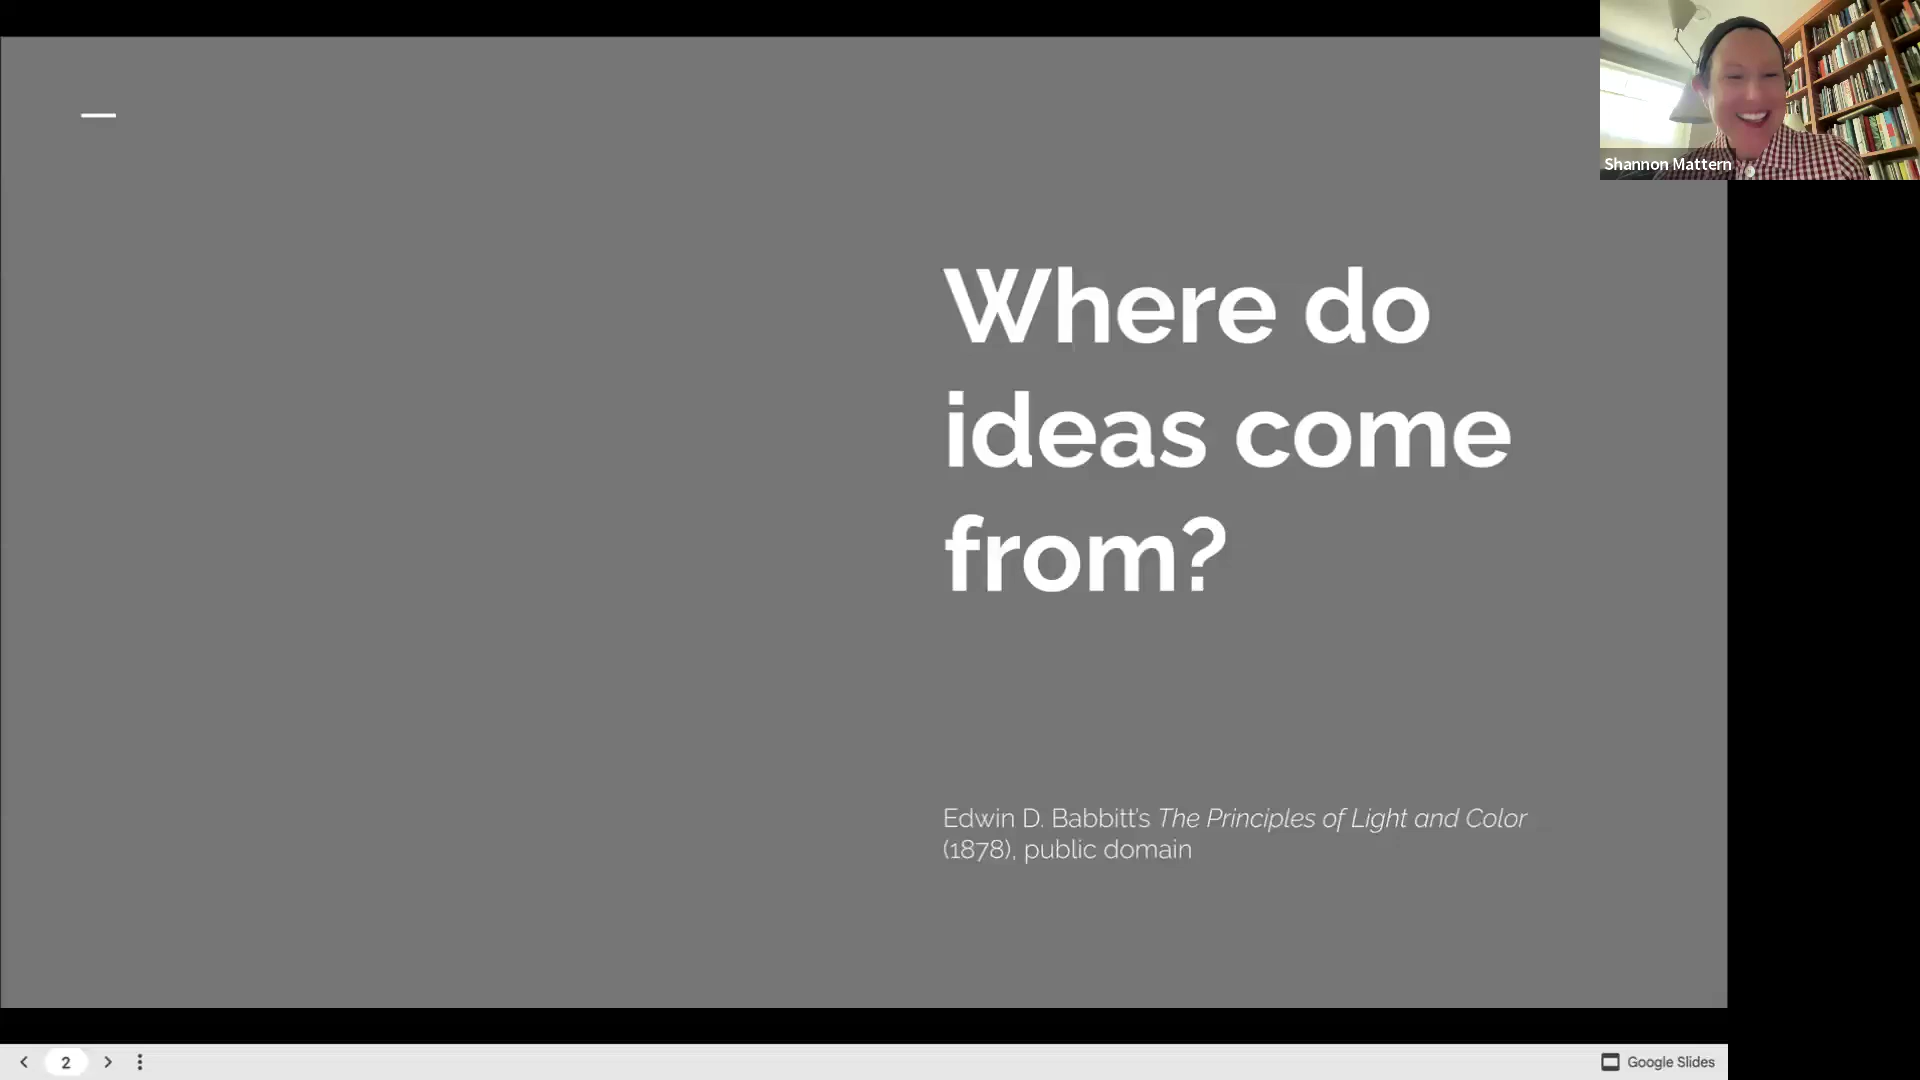 Shannon Mattern
Where do
ideas come
from?
Edwin D. Babbitt's The Principles of Light and Color
(1878), public domain
2
Google Slides